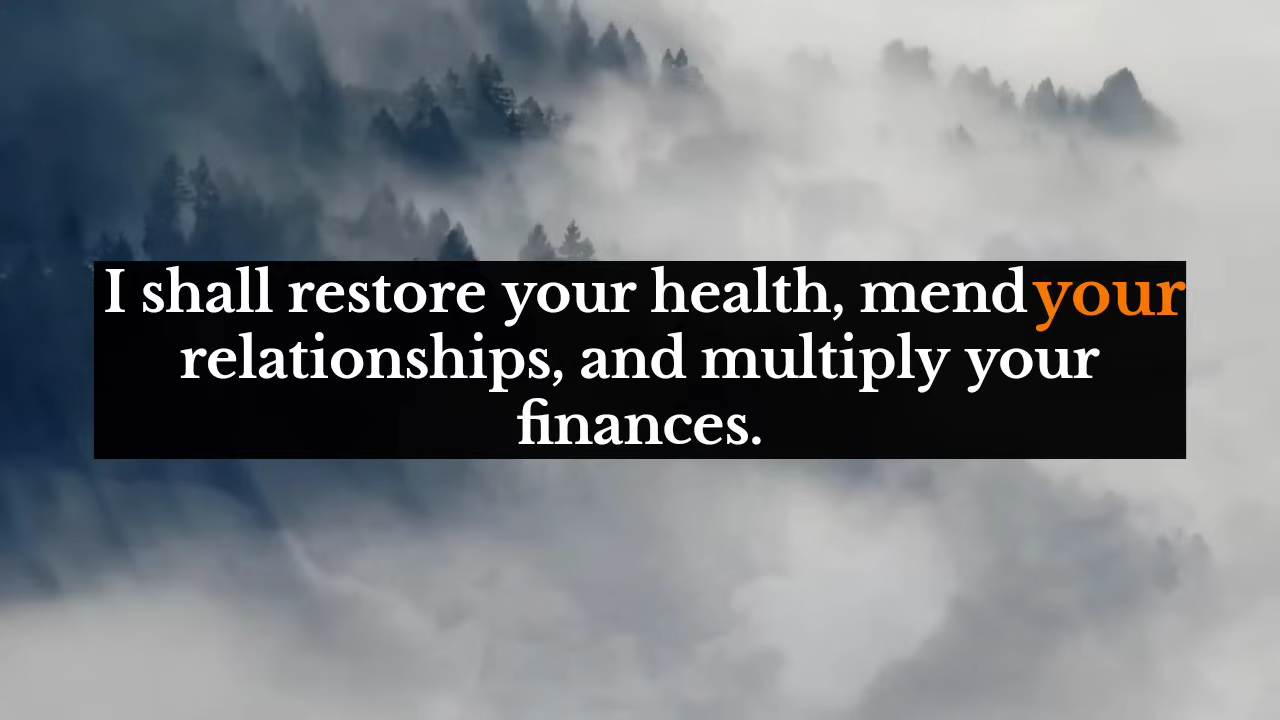 I shall restore your health, mend your
relationships, and multiply your
finances.